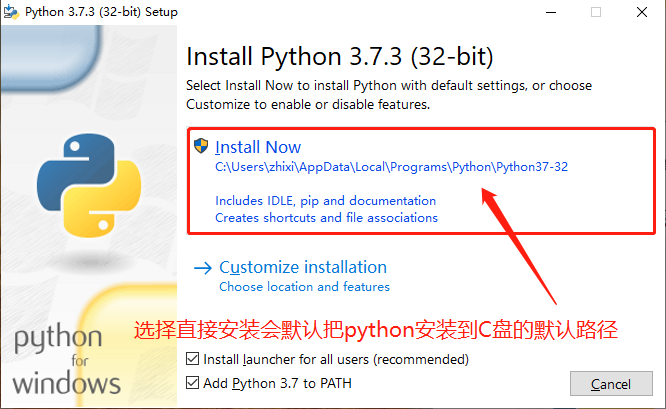 Python 3.7.3 (32-bit) Setup
Install Python 3.7.3 (32-bit)
Select Install Now to install Python with default settings, or choose
Customize to enable or disable features.
Install Now
C:\Users\zhixi\AppData\Local\Programs\Python\Python37-32
Includes IDLE, pip and documentation
Creates shortcuts and file associations
Customize installation
Choose location and features
选择直接安装会默认把python安装到C盘的默认路径
python
for
windows
Install launcher for all users (recommended)
Add Python 3.7 to PATH
Cancel